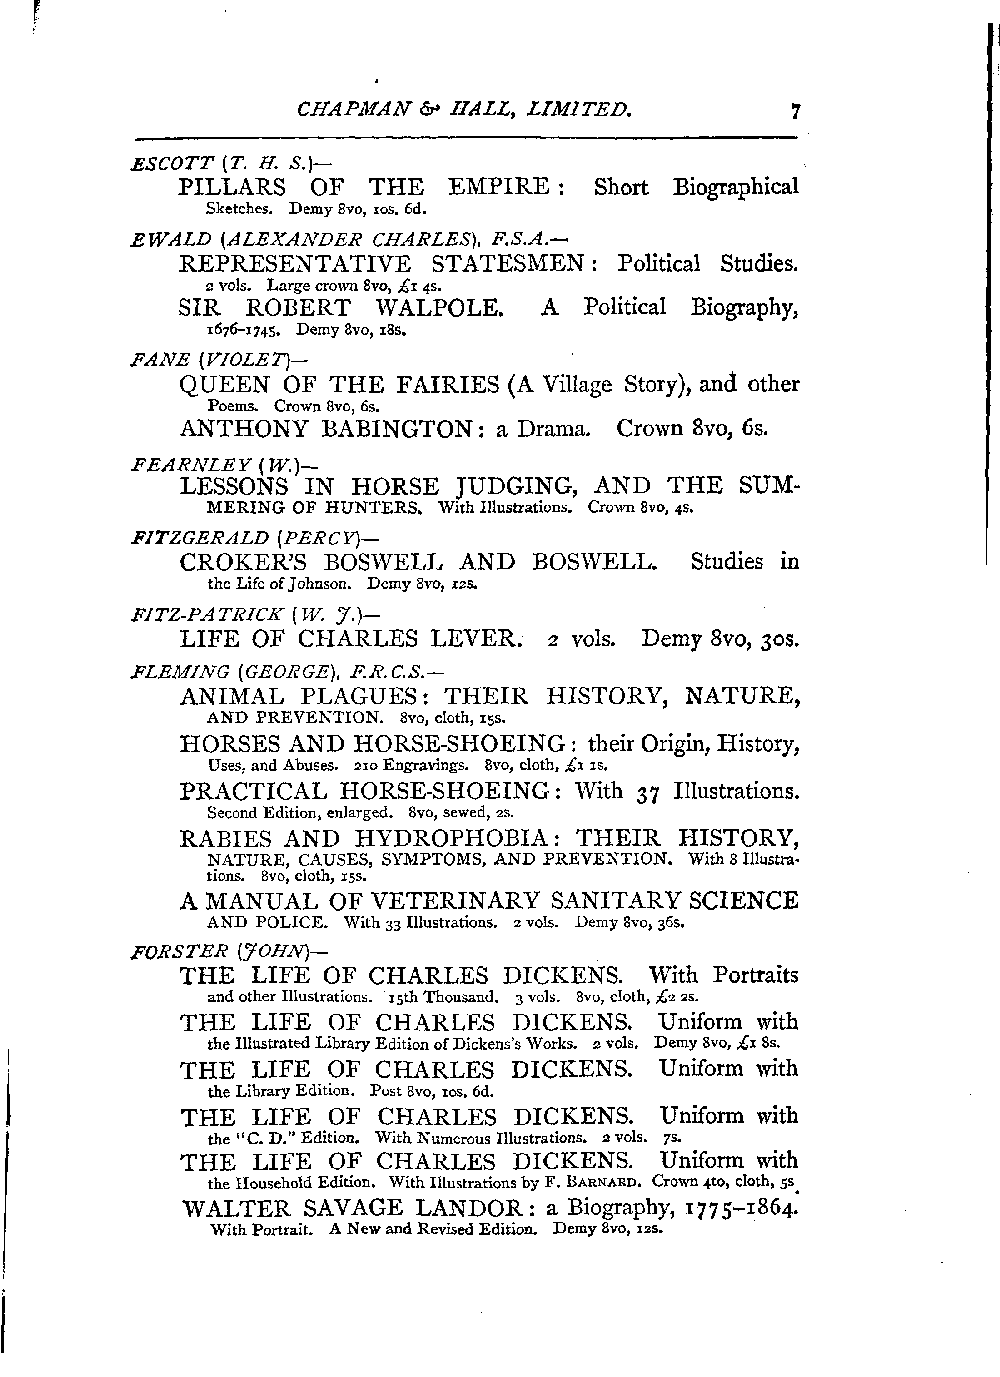 CHAPMAN & HALL, LIMITED. 7
ESCOTT (T. H. S.)—
PILLARS OF THE EMPIRE: Short Biographical
Sketches. Demy 8vo, 10s. 6d.
EWALD (ALEXANDER CHARLES), F.S.A.—
REPRESENTATIVE STATESMEN: Political Studies.
2 vols. Large crown 8vo, £1 4s.
SIR ROBERT WALPOLE. A Political Biography,
1676–1745. Demy 8vo, 18s.
FANE (VIOLET)—
QUEEN OF THE FAIRIES (A Village Story), and other
Poems. Crown 8vo, 6s.
ANTHONY BABINGTON: a Drama. Crown 8vo, 6s.
FEARNLEY (W.)—
LESSONS IN HORSE JUDGING, AND THE SUM-
MERING OF HUNTERS. With Illustrations. Crown 8vo, 4s.
FITZGERALD (PERCY)—
CROKER'S BOSWELL AND BOSWELL. Studies in
the Life of Johnson. Demy 8vo, 12s.
FITZ-PATRICK (W. J.)—
LIFE OF CHARLES LEVER. 2 vols. Demy 8vo, 30s.
FLEMING (GEORGE), F.R.C.S.—
ANIMAL PLAGUES: THEIR HISTORY, NATURE,
AND PREVENTION. 8vo, cloth, 15s.
HORSES AND HORSE-SHOEING: their Origin, History,
Uses, and Abuses. 210 Engravings. 8vo, cloth, £1 1s.
PRACTICAL HORSE-SHOEING: With 37 Illustrations.
Second Edition, enlarged. 8vo, sewed, 2s.
RABIES AND HYDROPHOBIA: THEIR HISTORY,
NATURE, CAUSES, SYMPTOMS, AND PREVENTION. With 8 Illustra-
tions. 8vo, cloth, 15s.
A MANUAL OF VETERINARY SANITARY SCIENCE
AND POLICE. With 33 Illustrations. 2 vols. Demy 8vo, 36s.
FORSTER (JOHN)—
THE LIFE OF CHARLES DICKENS. With Portraits
and other Illustrations. 15th Thousand. 3 vols. 8vo, cloth, £2 2s.
THE LIFE OF CHARLES DICKENS. Uniform with
the Illustrated Library Edition of Dickens's Works. 2 vols. Demy 8vo, £1 8s.
THE LIFE OF CHARLES DICKENS. Uniform with
the Library Edition. Post 8vo, 10s. 6d.
THE LIFE OF CHARLES DICKENS. Uniform with
the "C. D." Edition. With Numerous Illustrations. 2 vols. 7s.
THE LIFE OF CHARLES DICKENS. Uniform with
the Household Edition. With Illustrations by F. BARNARD. Crown 4to, cloth, 5s.
WALTER SAVAGE LANDOR: a Biography, 1775–1864.
With Portrait. A New and Revised Edition. Demy 8vo, 12s.